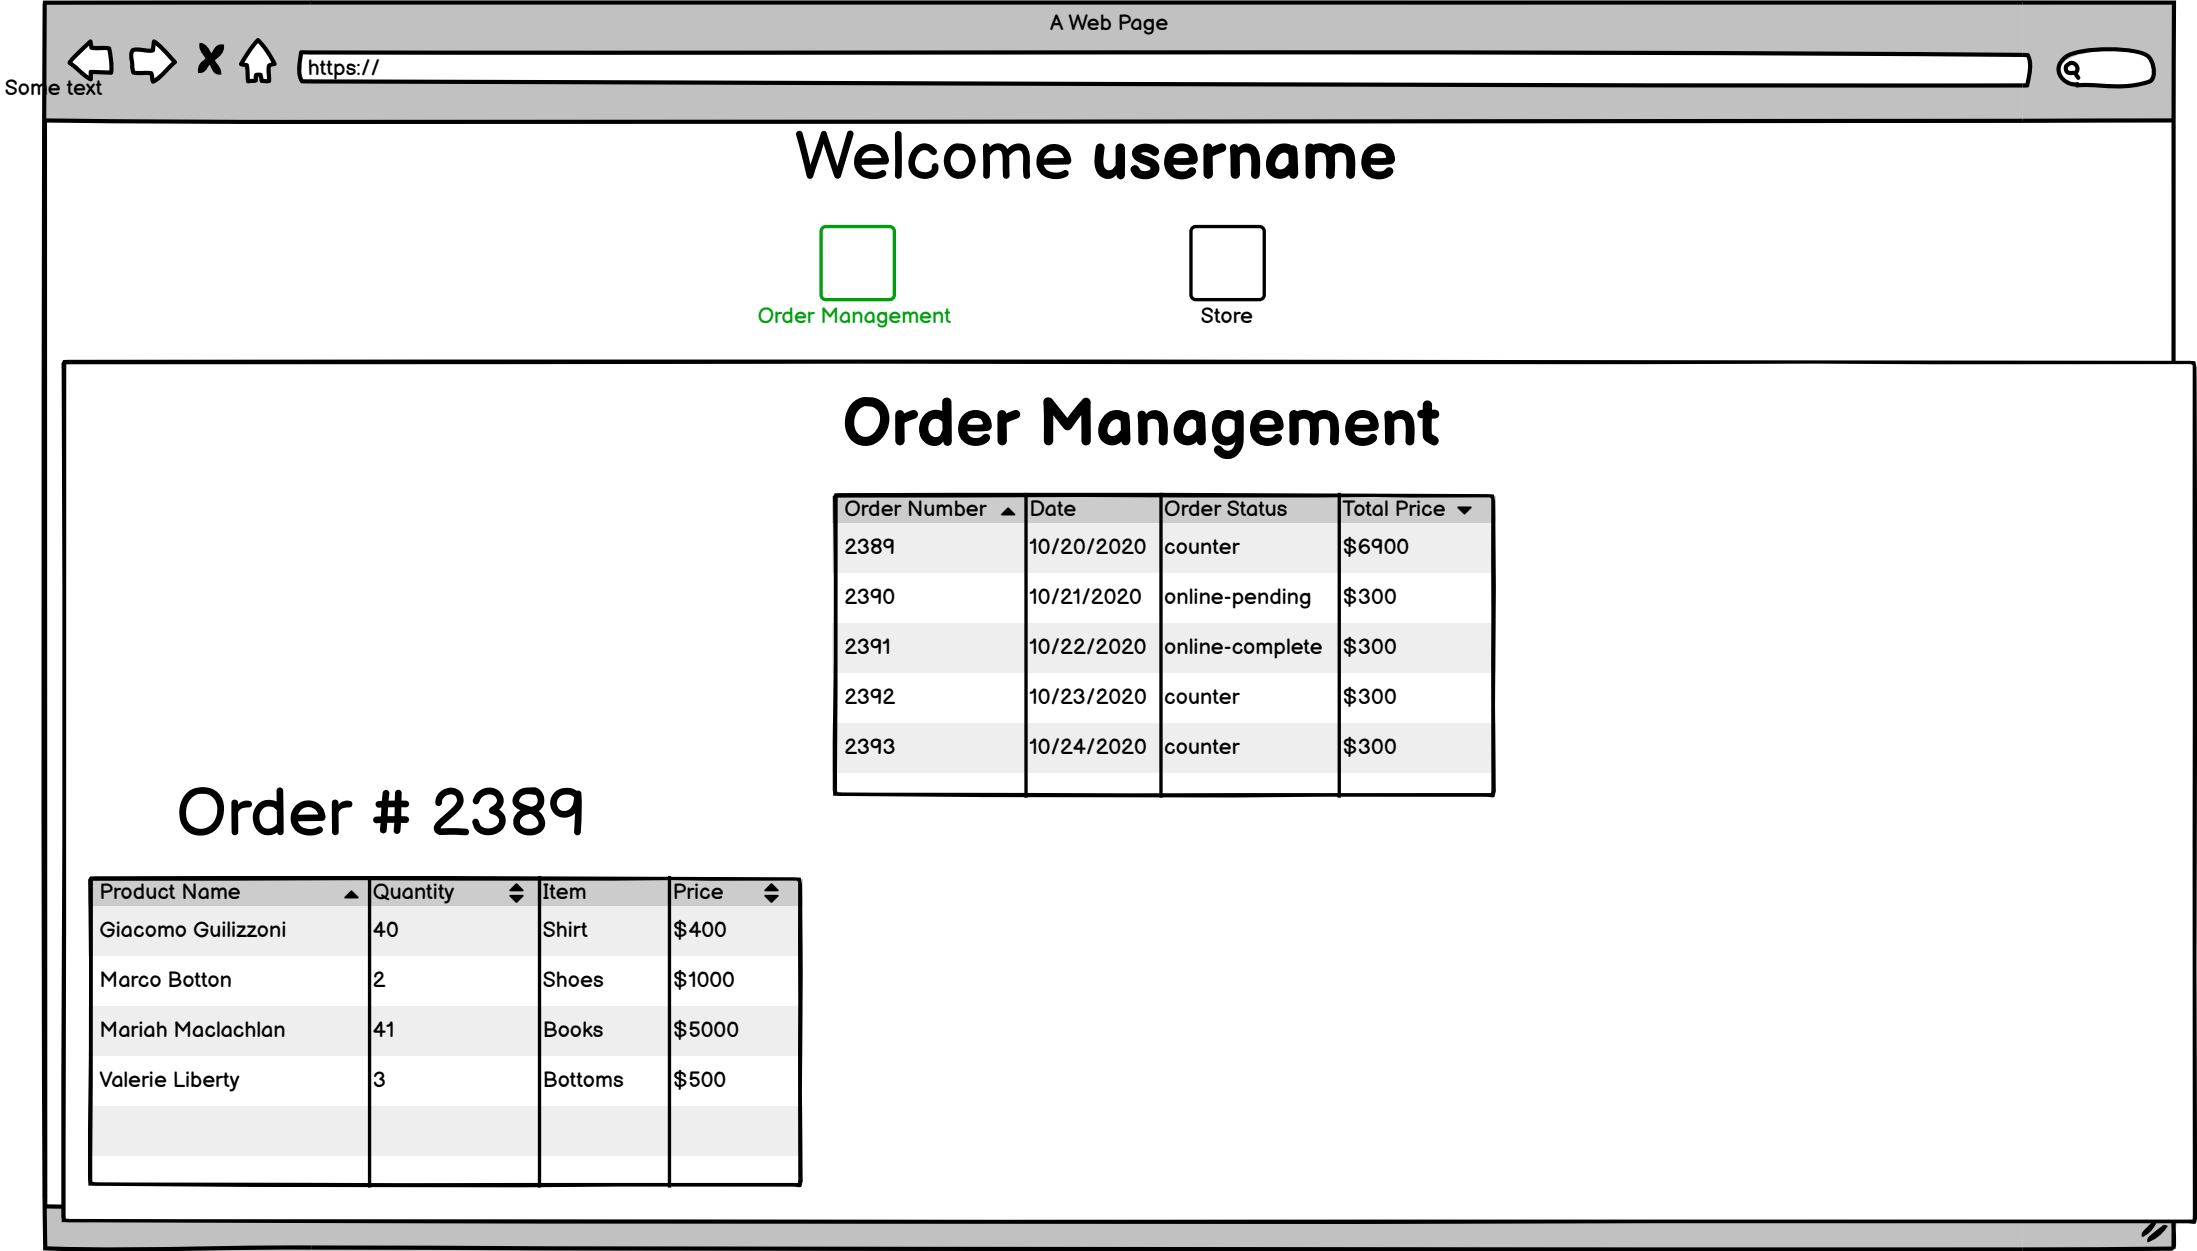 A Web Page
https://
Some text
Welcome username
Order Management
Store
Order Management
Order Number Date Order Status Total Price
2389 10/20/2020 counter $6900
2390 10/21/2020 online-pending $300
2391 10/22/2020 online-complete $300
2392 10/23/2020 counter $300
2393 10/24/2020 counter $300
Order # 2389
Product Name Quantity Item Price
Giacomo Guilizzoni 40 Shirt $400
Marco Botton 2 Shoes $1000
Mariah Maclachlan 41 Books $5000
Valerie Liberty 3 Bottoms $500